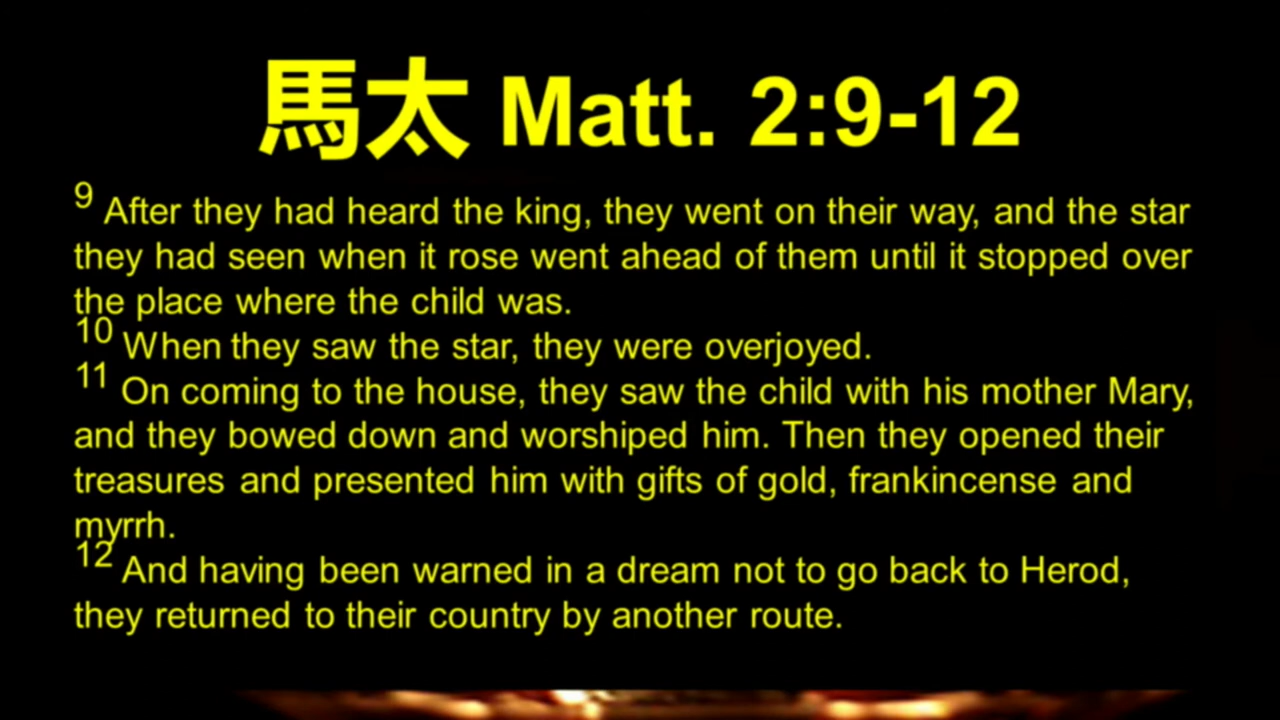 馬太 Matt. 2:9-12
9 After they had heard the king, they went on their way, and the star
they had seen when it rose went ahead of them until it stopped over
the place where the child was.
10 When they saw the star, they were overjoyed.
11 On coming to the house, they saw the child with his mother Mary,
and they bowed down and worshiped him. Then they opened their
treasures and presented him with gifts of gold, frankincense and
myrrh.
12 And having been warned in a dream not to go back to Herod,
they returned to their country by another route.